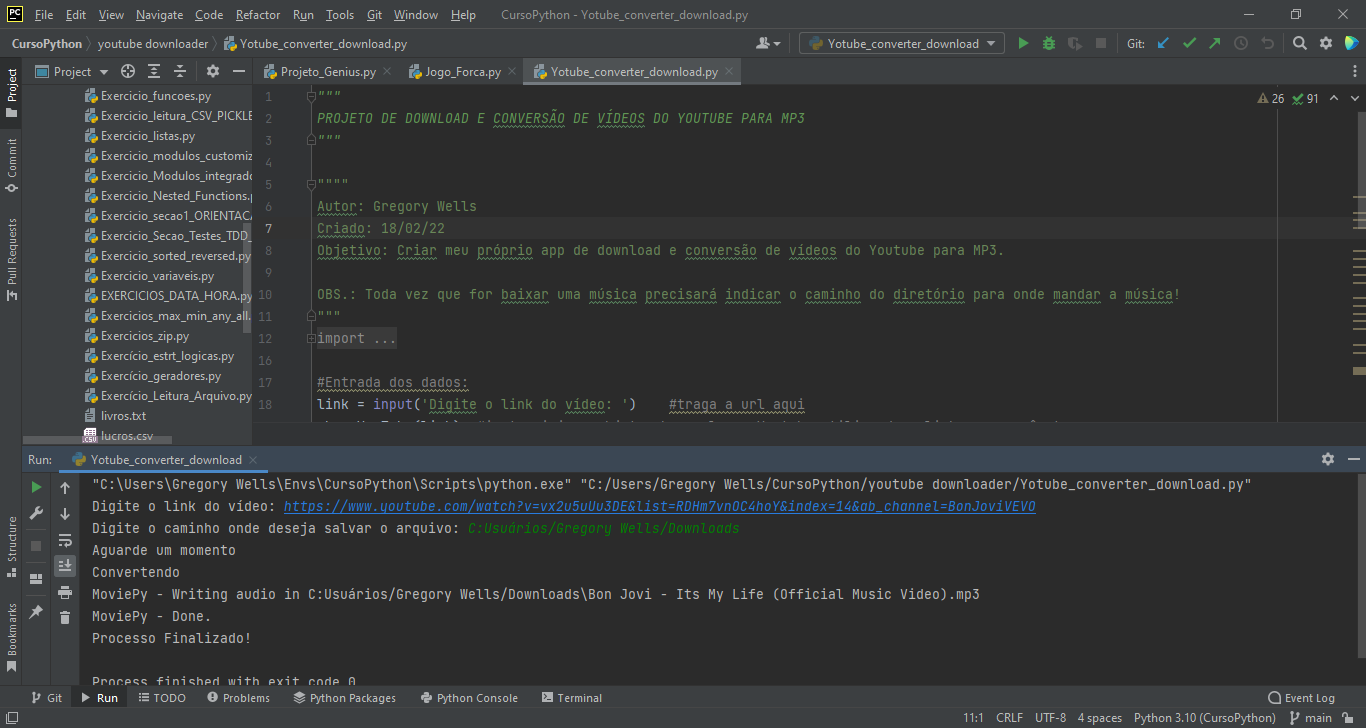 PC File Edit View Navigate Code Refactor Run Tools Git Window Help CursoPython - Yotube_converter_download.py
CursoPython youtube downloader Yotube_converter_download.py Yotube_converter_download Git:
Project Projeto_Genius.py Jogo_Forca.py Yotube_converter_download.py
Project
Commit
Pull Requests
Exercicio_funcoes.py
Exercicio_leitura_CSV_PICKLE
Exercicio_listas.py
Exercicio_modulos_customiz
Exercicio_Modulos_integrado
Exercicio_Nested_Functions.
Exercicio_secao1_ORIENTACA
Exercicio_Secao_Testes_TDD_
Exercicio_sorted_reversed.py
Exercicio_variaveis.py
EXERCICIOS_DATA_HORA.py
Exercicios_max_min_any_all.
Exercicios_zip.py
Exercício_estrt_logicas.py
Exercício_geradores.py
Exercício_Leitura_Arquivo.py
livros.txt
lucros.csv
26 91
1 """
2 PROJETO DE DOWNLOAD E CONVERSÃO DE VÍDEOS DO YOUTUBE PARA MP3
3 """
4
5 """"
6 Autor: Gregory Wells
7 Criado: 18/02/22
8 Objetivo: Criar meu próprio app de download e conversão de vídeos do Youtube para MP3.
9
10 OBS.: Toda vez que for baixar uma música precisará indicar o caminho do diretório para onde mandar a música!
11 """
12 import ...
16
17 #Entrada dos dados:
18 link = input('Digite o link do vídeo: ') #traga a url aqui
Run: Yotube_converter_download
"C:\Users\Gregory Wells\Envs\CursoPython\Scripts\python.exe" "C:/Users/Gregory Wells/CursoPython/youtube downloader/Yotube_converter_download.py"
Digite o link do vídeo: https://www.youtube.com/watch?v=vx2u5uUu3DE&list=RDHm7vnOC4hoY&index=14&ab_channel=BonJoviVEVO
Digite o caminho onde deseja salvar o arquivo: C:Usuários/Gregory Wells/Downloads
Aguarde um momento
Convertendo
MoviePy - Writing audio in C:Usuários/Gregory Wells/Downloads\Bon Jovi - Its My Life (Official Music Video).mp3
MoviePy - Done.
Processo Finalizado!
Process finished with exit code 0
Structure
Bookmarks
Git Run TODO Problems Python Packages Python Console Terminal Event Log
11:1 CRLF UTF-8 4 spaces Python 3.10 (CursoPython) main